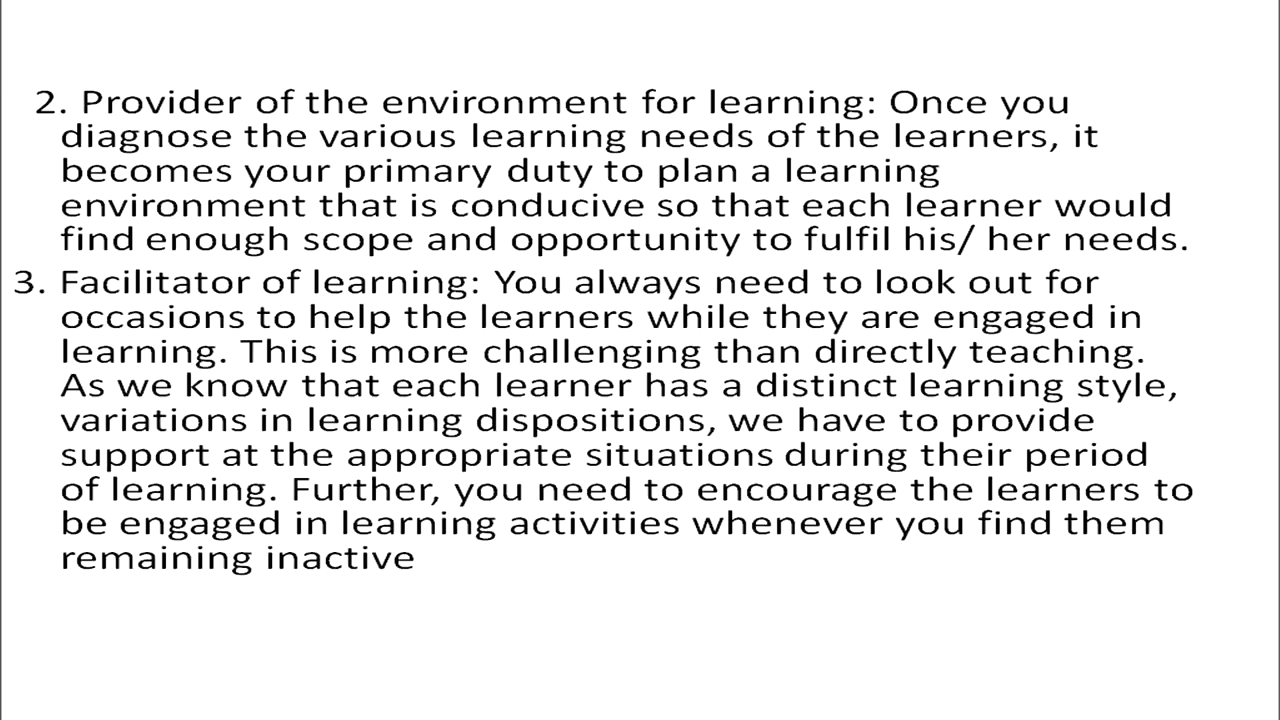 2. Provider of the environment for learning: Once you
diagnose the various learning needs of the learners, it
becomes your primary duty to plan a learning
environment that is conducive so that each learner would
find enough scope and opportunity to fulfil his/ her needs.
3. Facilitator of learning: You always need to look out for
occasions to help the learners while they are engaged in
learning. This is more challenging than directly teaching.
As we know that each learner has a distinct learning style,
variations in learning dispositions, we have to provide
support at the appropriate situations during their period
of learning. Further, you need to encourage the learners to
be engaged in learning activities whenever you find them
remaining inactive